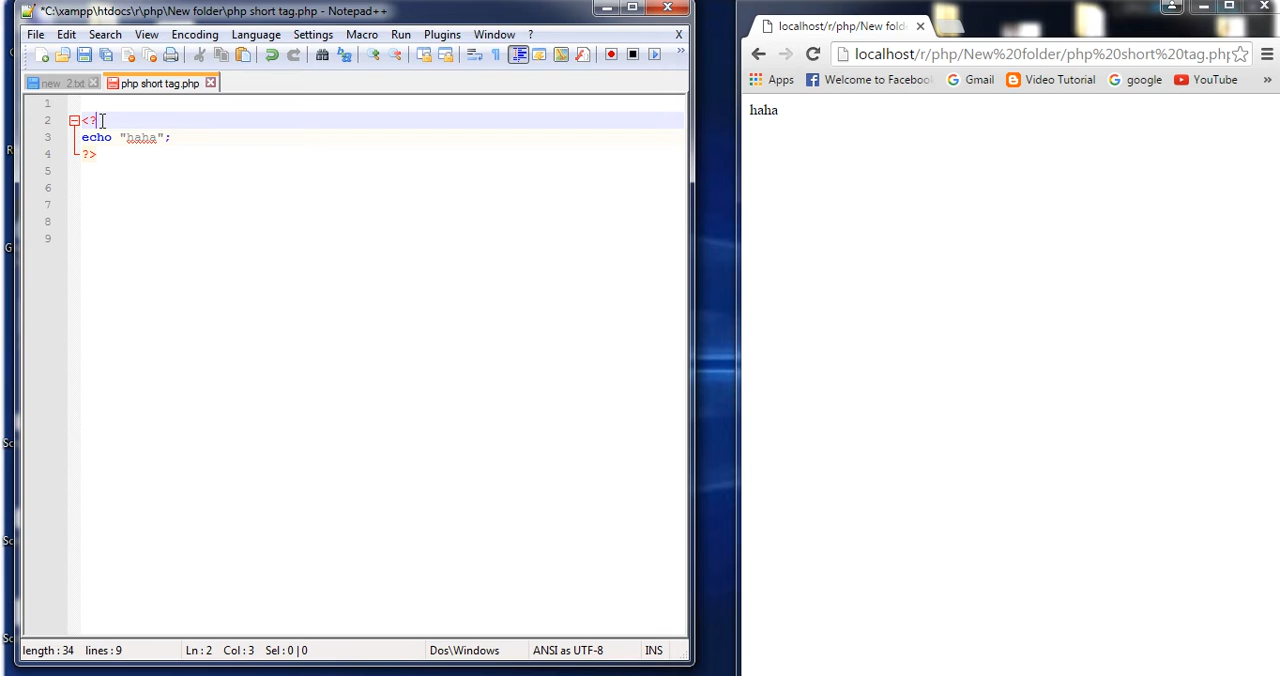 *C:\xampp\htdocs\r\php\New folder\php short tag.php - Notepad++
File Edit Search View Encoding Language Settings Macro Run Plugins Window ? X
new 2.txt php short tag.php
1
2 <?
3 echo "haha";
4 ?>
5
6
7
8
9
length : 34 lines : 9 Ln : 2 Col : 3 Sel : 0 | 0 Dos\Windows ANSI as UTF-8 INS
localhost/r/php/New folde
localhost/r/php/New%20folder/php%20short%20tag.php
Apps Welcome to Facebook Gmail Video Tutorial google YouTube »
haha